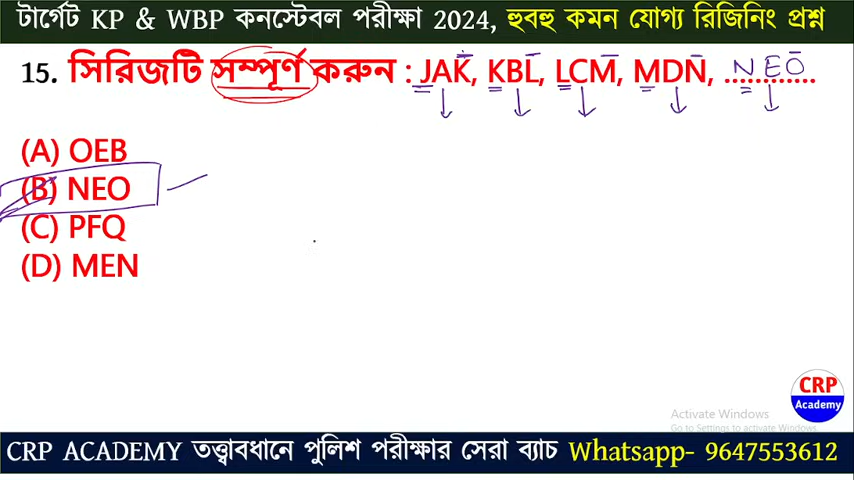 টার্গেট KP & WBP কনস্টেবল পরীক্ষা 2024, হুবহু কমন যোগ্য রিজিনিং প্রশ্ন
15. সিরিজটি সম্পূর্ণ করুন : JAK, KBL, LCM, MDN, ............ NEO
(A) OEB
(B) NEO
(C) PFQ
(D) MEN
CRP
Academy
Activate Windows
Go to Settings to activate Windows.
CRP ACADEMY তত্ত্বাবধানে পুলিশ পরীক্ষার সেরা ব্যাচ Whatsapp- 9647553612